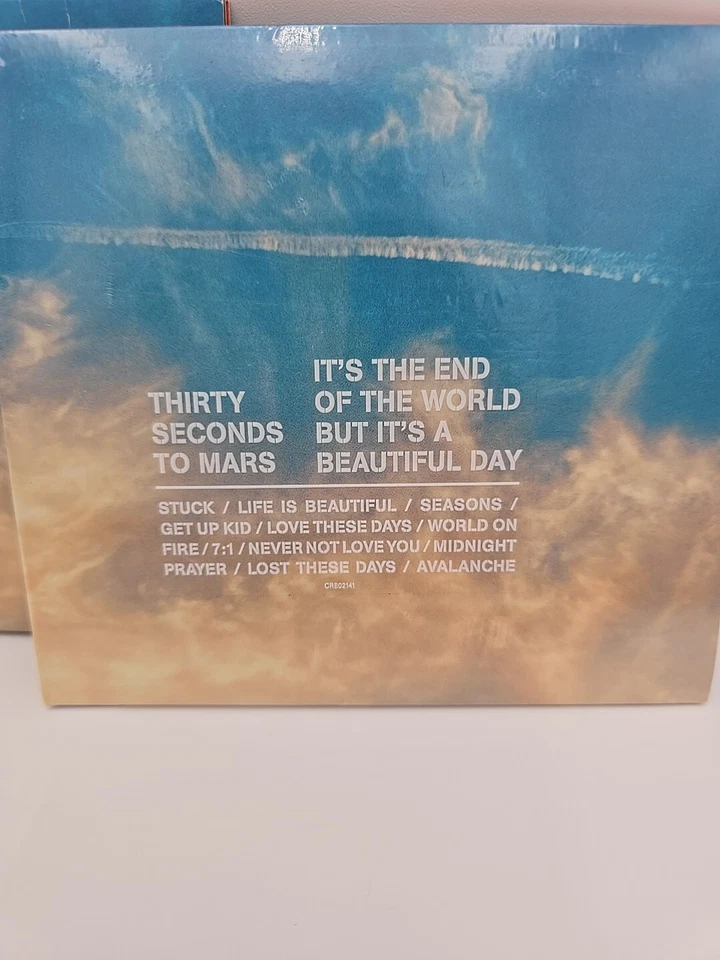 THIRTY
SECONDS
TO MARS
IT'S THE END
OF THE WORLD
BUT IT'S A
BEAUTIFUL DAY
STUCK / LIFE IS BEAUTIFUL / SEASONS /
GET UP KID / LOVE THESE DAYS / WORLD ON
FIRE / 7:1 / NEVER NOT LOVE YOU / MIDNIGHT
PRAYER / LOST THESE DAYS / AVALANCHE
CRE02141